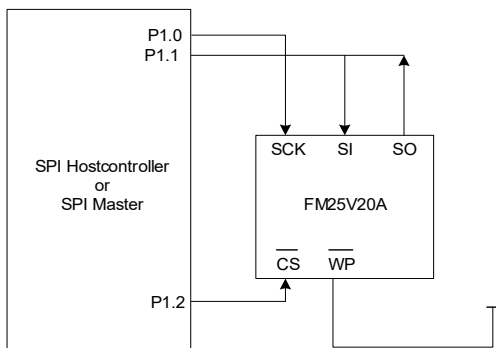 P1.0
P1.1
SCK SI SO
SPI Hostcontroller
or
SPI Master
FM25V20A
CS WP
P1.2